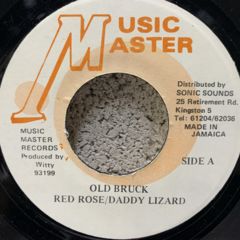 MUSIC
MASTER
MUSIC
MASTER
RECORDS
Produced by
Witty
93199
Distributed by
SONIC SOUNDS
25 Retirement Rd.
Kingston 5
Tel: 61204/62036
MADE IN
JAMAICA
SIDE A
OLD BRUCK
RED ROSE/DADDY LIZARD